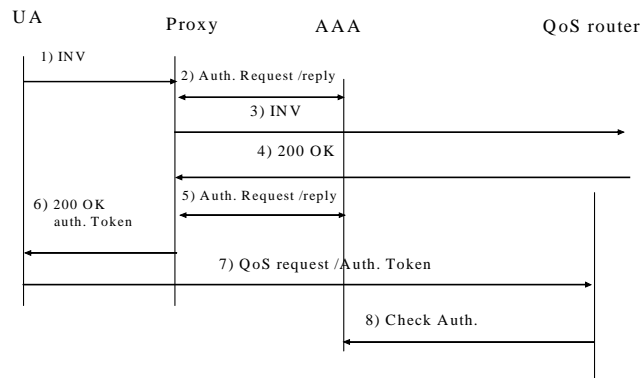 UA
Proxy
AAA
QoS router
1) INV
2) Auth. Request /reply
3) INV
4) 200 OK
5) Auth. Request /reply
6) 200 OK
auth. Token
7) QoS request /Auth. Token
8) Check Auth.